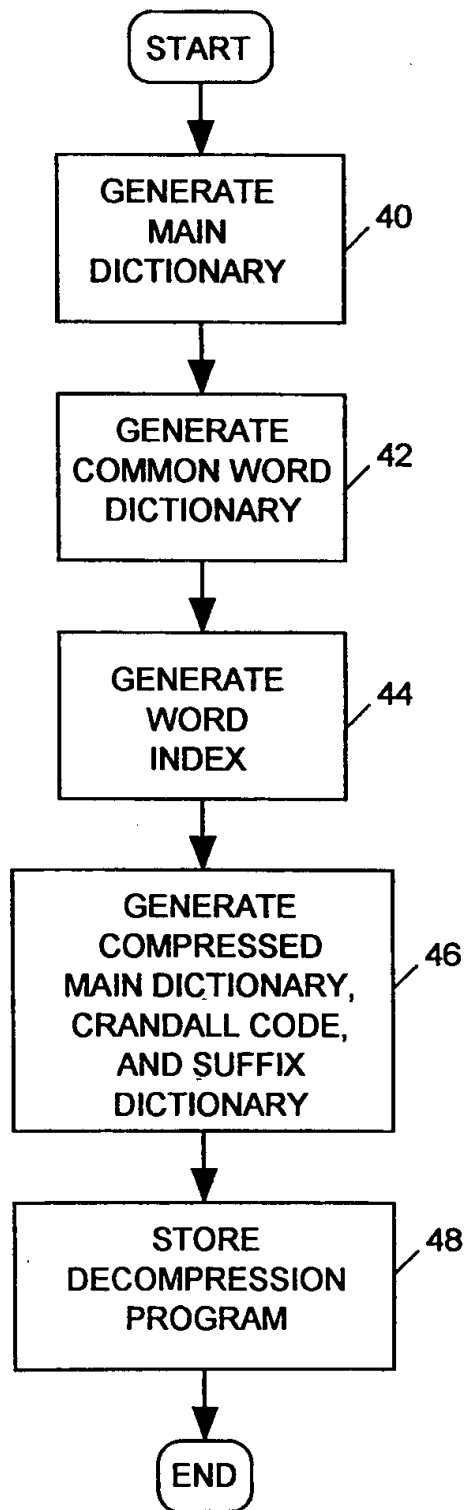 START
GENERATE
MAIN
DICTIONARY
40
GENERATE
COMMON WORD
DICTIONARY
42
GENERATE
WORD
INDEX
44
GENERATE
COMPRESSED
MAIN DICTIONARY,
CRANDALL CODE,
AND SUFFIX
DICTIONARY
46
STORE
DECOMPRESSION
PROGRAM
48
END